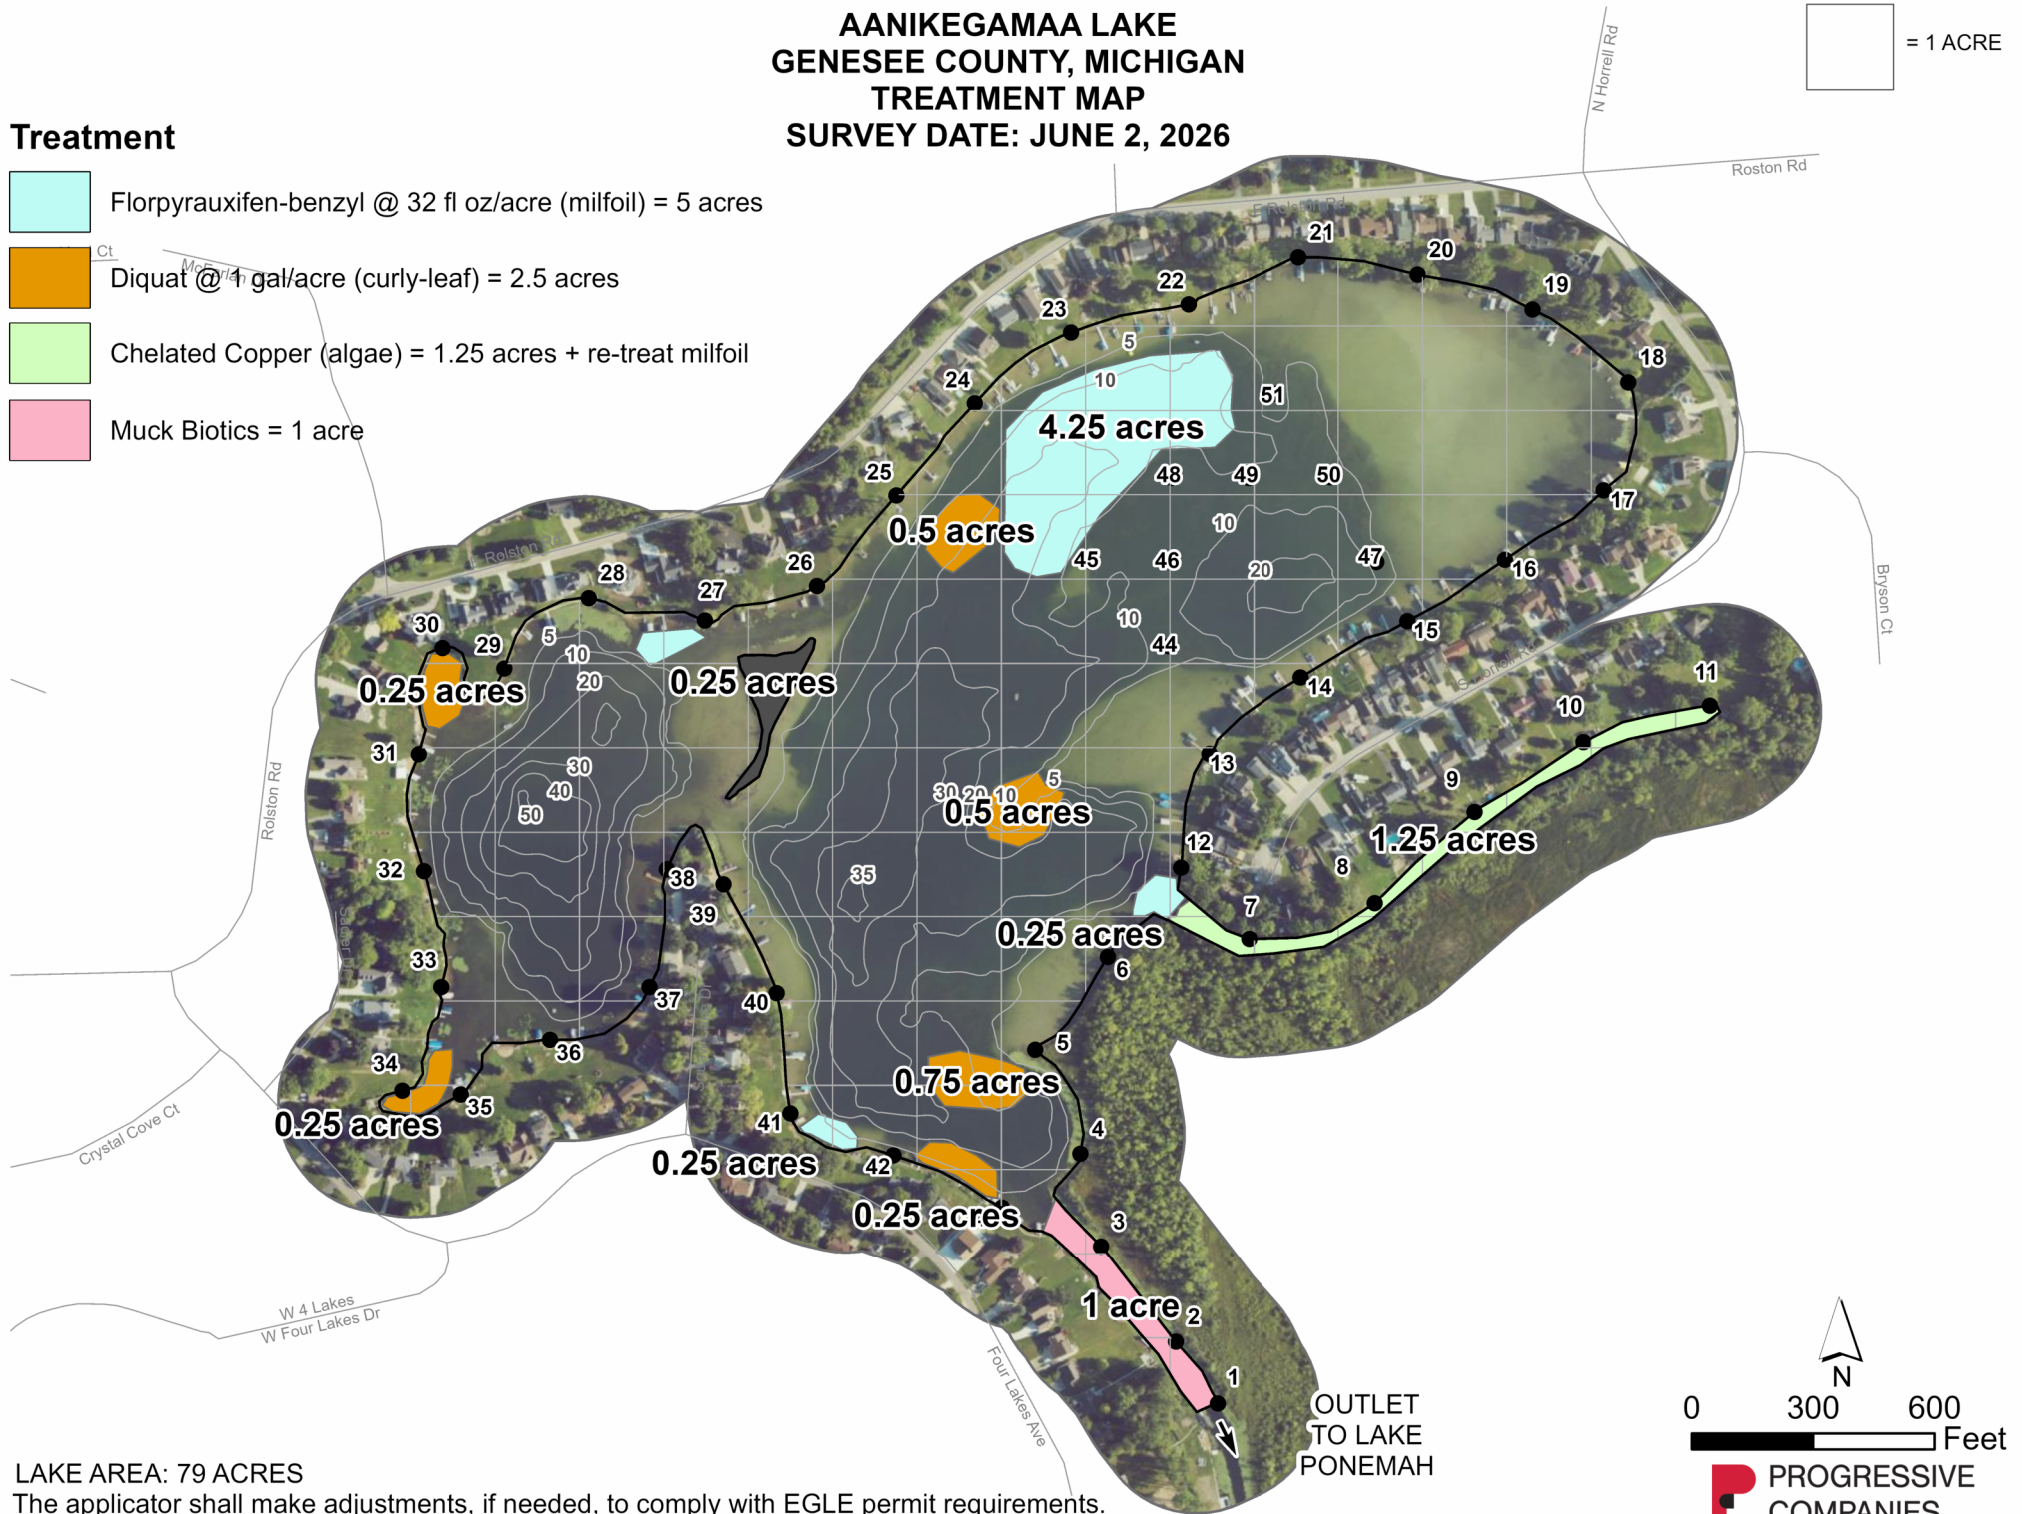 AANIKEGAMAA LAKE
GENESEE COUNTY, MICHIGAN
TREATMENT MAP
SURVEY DATE: JUNE 2, 2026
= 1 ACRE
Treatment
Florpyrauxifen-benzyl @ 32 fl oz/acre (milfoil) = 5 acres
Diquat @ 1 gal/acre (curly-leaf) = 2.5 acres
Chelated Copper (algae) = 1.25 acres + re-treat milfoil
Muck Biotics = 1 acre
Ct
N Horrell Rd
Roston Rd
E Rolston Rd
21
20
22
19
23
5
18
24
10
51
4.25 acres
25
48
49
50
17
0.5 acres
10
E Rolston
26
45
46
47
16
28
20
27
10
30
29
5
15
Bryson Ct
10
44
20
0.25 acres
0.25 acres
14
11
10
31
13
30
5
9
30
20
10
40
0.5 acres
50
1.25 acres
Rolston Rd
12
32
38
35
8
39
7
0.25 acres
33
6
37
40
5
36
34
0.75 acres
35
41
4
0.25 acres
Crystal Cove Ct
42
0.25 acres
0.25 acres
3
1 acre
2
W 4 Lakes
W Four Lakes Dr
Four Lakes Ave
1
N
OUTLET
TO LAKE
PONEMAH
0
300
600
Feet
LAKE AREA: 79 ACRES
The applicator shall make adjustments, if needed, to comply with EGLE permit requirements.
PROGRESSIVE
COMPANIES